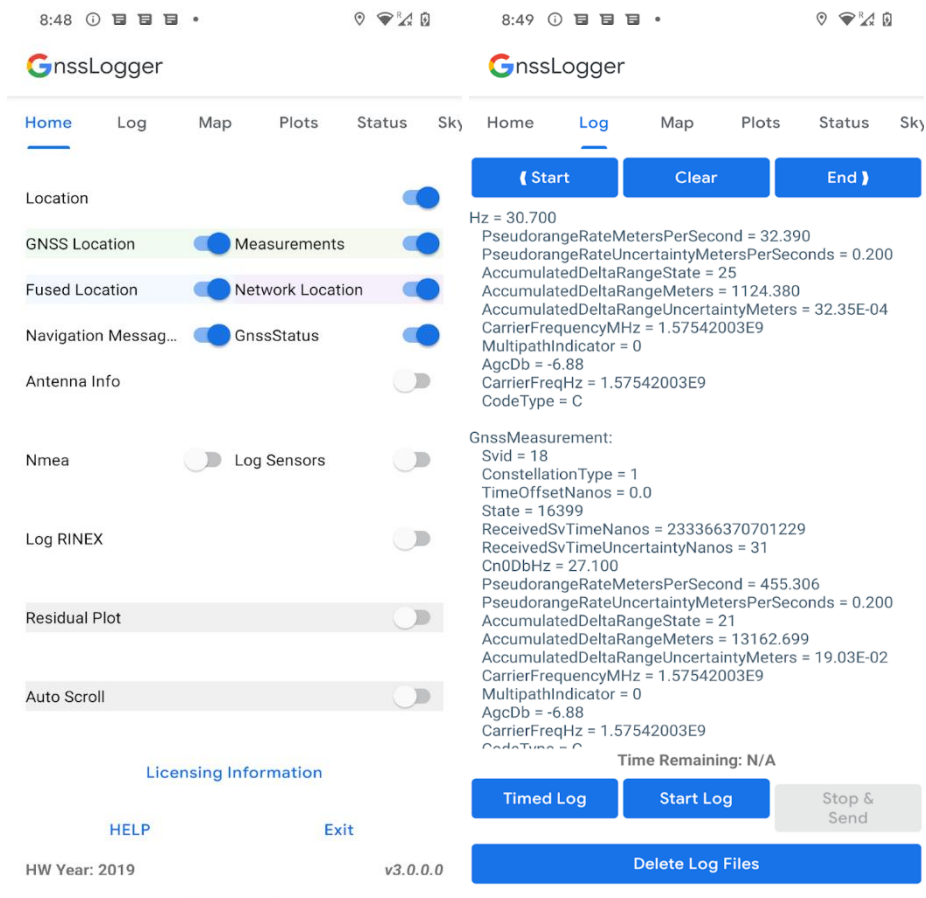 8:48
GnssLogger
Home Log Map Plots Status Sky
Location
GNSS Location Measurements
Fused Location Network Location
Navigation Messag... GnssStatus
Antenna Info
Nmea Log Sensors
Log RINEX
Residual Plot
Auto Scroll
Licensing Information
HELP Exit
HW Year: 2019 v3.0.0.0
8:49
GnssLogger
Home Log Map Plots Status Sky
⦗ Start Clear End ⦘
Hz = 30.700
PseudorangeRateMetersPerSecond = 32.390
PseudorangeRateUncertaintyMetersPerSeconds = 0.200
AccumulatedDeltaRangeState = 25
AccumulatedDeltaRangeMeters = 1124.380
AccumulatedDeltaRangeUncertaintyMeters = 32.35E-04
CarrierFrequencyMHz = 1.57542003E9
MultipathIndicator = 0
AgcDb = -6.88
CarrierFreqHz = 1.57542003E9
CodeType = C
GnssMeasurement:
Svid = 18
ConstellationType = 1
TimeOffsetNanos = 0.0
State = 16399
ReceivedSvTimeNanos = 233366370701229
ReceivedSvTimeUncertaintyNanos = 31
Cn0DbHz = 27.100
PseudorangeRateMetersPerSecond = 455.306
PseudorangeRateUncertaintyMetersPerSeconds = 0.200
AccumulatedDeltaRangeState = 21
AccumulatedDeltaRangeMeters = 13162.699
AccumulatedDeltaRangeUncertaintyMeters = 19.03E-02
CarrierFrequencyMHz = 1.57542003E9
MultipathIndicator = 0
AgcDb = -6.88
CarrierFreqHz = 1.57542003E9
CodeType = C
Time Remaining: N/A
Timed Log Start Log Stop &
Send
Delete Log Files